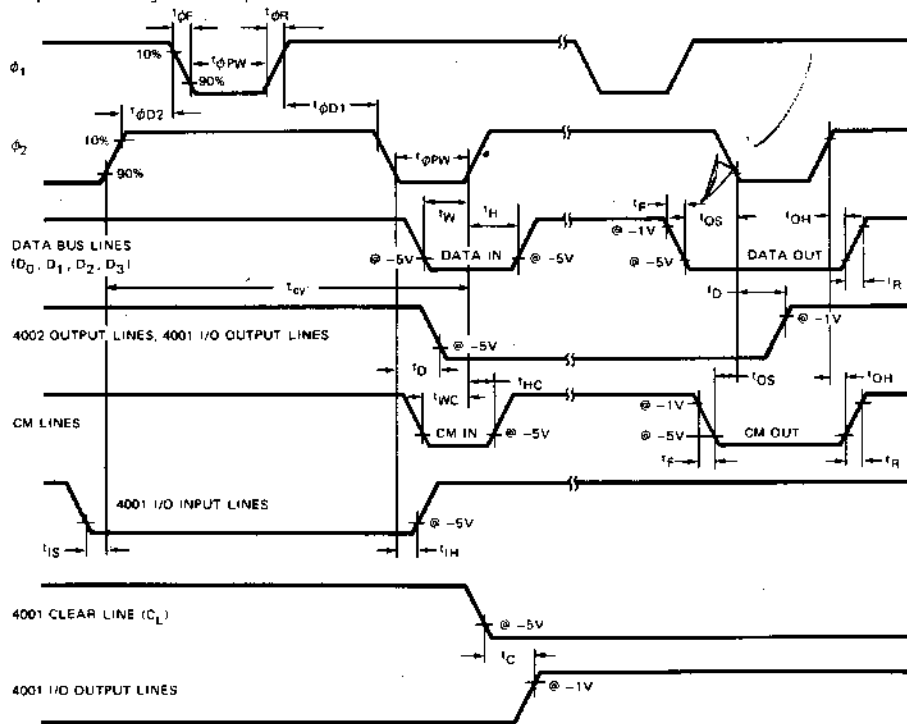 tϕF tϕR
ϕ1 10% tϕPW 90%
tϕD2 tϕD1
ϕ2 10% 90% tϕPW
tW tH tF tOS tOH
@ -1V
DATA BUS LINES
(D0, D1, D2, D3)
@ -5V DATA IN @ -5V @ -5V DATA OUT
tR
tcy tD
4002 OUTPUT LINES, 4001 I/O OUTPUT LINES @ -5V @ -1V
tD tHC tOS tOH
tWC
CM LINES @ -1V
CM IN @ -5V @ -5V CM OUT
tF tR
4001 I/O INPUT LINES
@ -5V
tIS tIH
4001 CLEAR LINE (CL) @ -5V
tC
4001 I/O OUTPUT LINES @ -1V